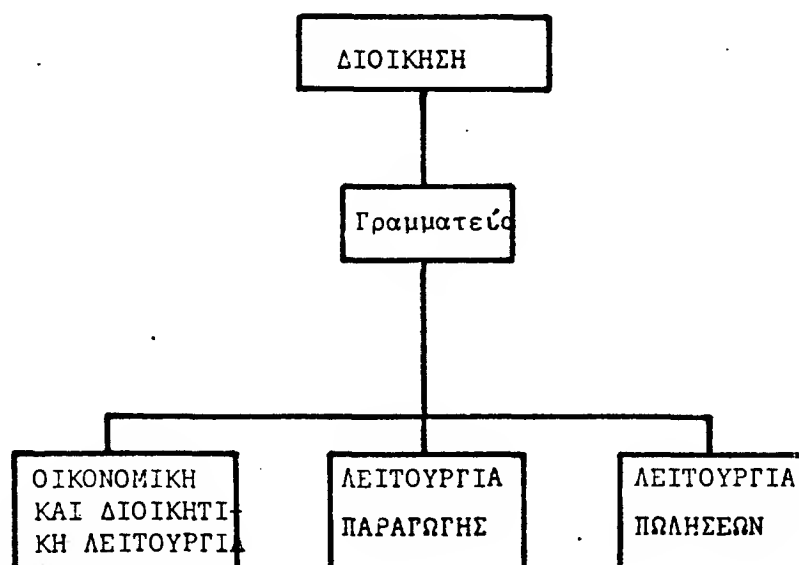 ΔΙΟΙΚΗΣΗ
Γραμματεία
ΟΙΚΟΝΟΜΙΚΗ
ΚΑΙ ΔΙΟΙΚΗΤΙ-
ΚΗ ΛΕΙΤΟΥΡΓΙΑ
ΛΕΙΤΟΥΡΓΙΑ
ΠΑΡΑΓΩΓΗΣ
ΛΕΙΤΟΥΡΓΙΑ
ΠΩΛΗΣΕΩΝ